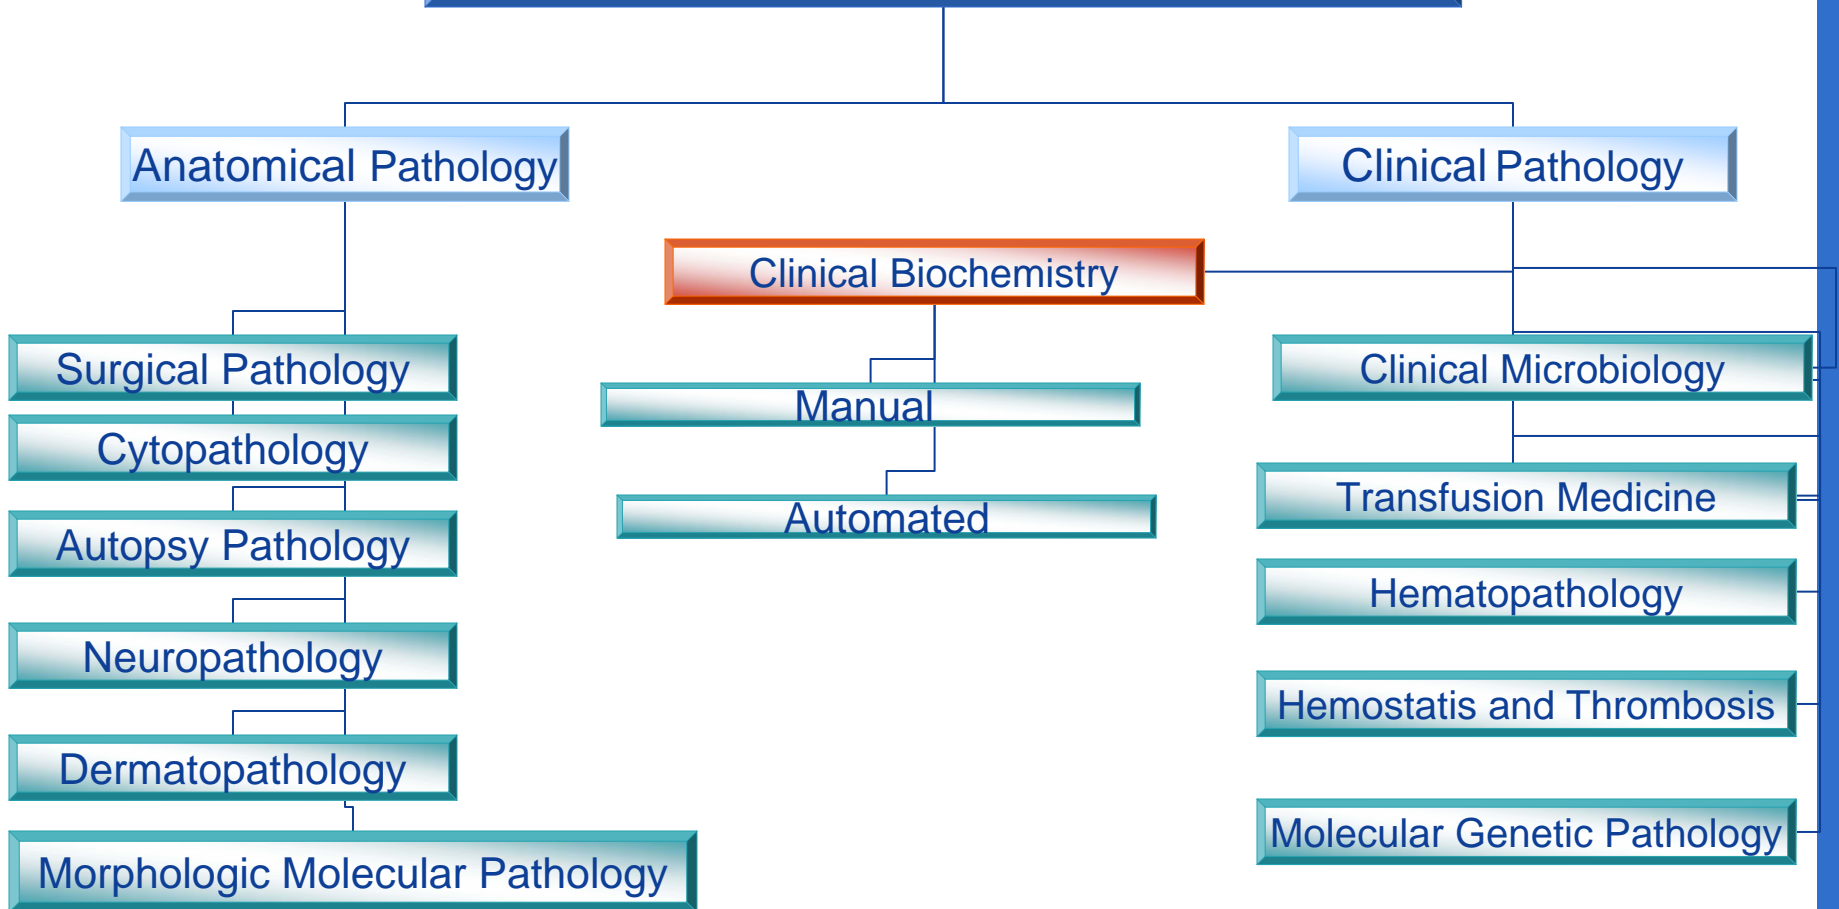 Anatomical Pathology
Clinical Pathology
Clinical Biochemistry
Surgical Pathology
Cytopathology
Autopsy Pathology
Neuropathology
Dermatopathology
Morphologic Molecular Pathology
Manual
Automated
Clinical Microbiology
Transfusion Medicine
Hematopathology
Hemostatis and Thrombosis
Molecular Genetic Pathology